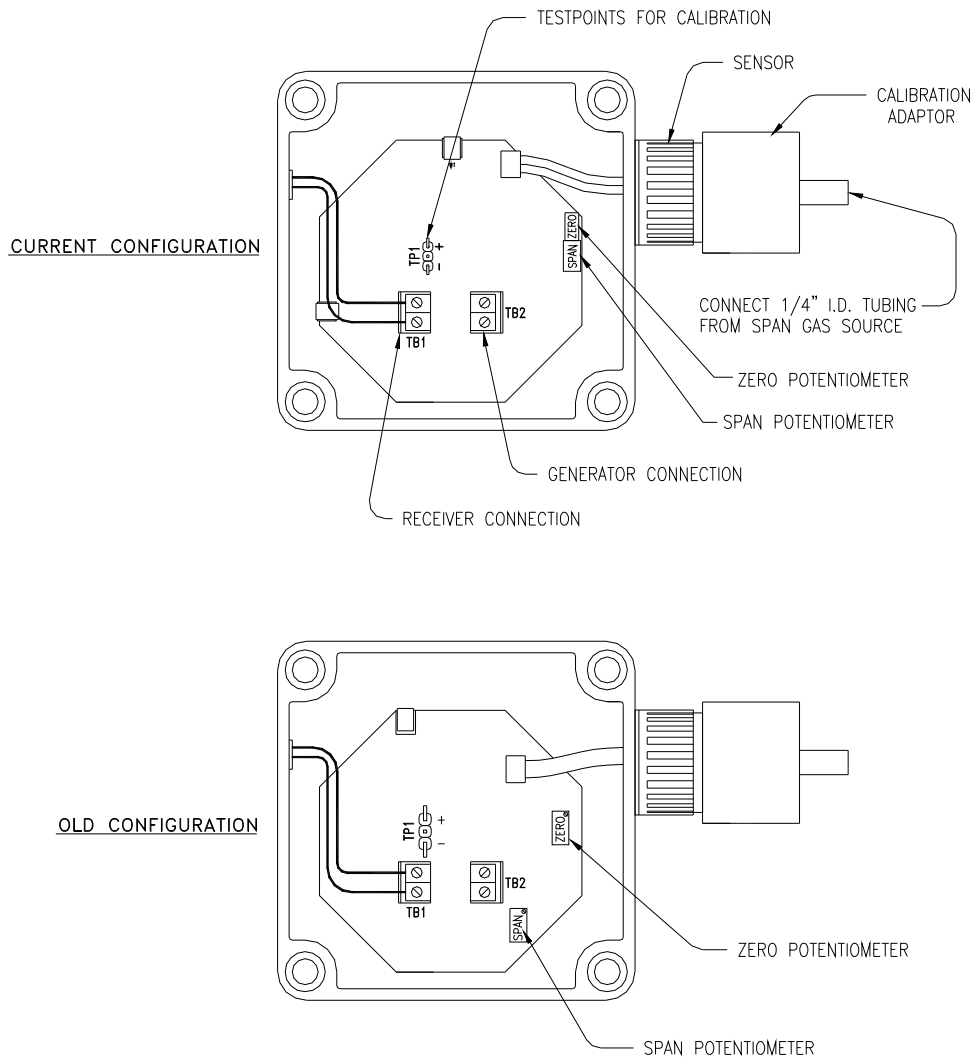 TESTPOINTS FOR CALIBRATION
SENSOR
CALIBRATION
ADAPTOR
CURRENT CONFIGURATION
TP1
+
-
ZERO
SPAN
TB1
TB2
CONNECT 1/4" I.D. TUBING
FROM SPAN GAS SOURCE
ZERO POTENTIOMETER
SPAN POTENTIOMETER
GENERATOR CONNECTION
RECEIVER CONNECTION
OLD CONFIGURATION
TP1
+
-
ZERO
TB1
TB2
SPAN
ZERO POTENTIOMETER
SPAN POTENTIOMETER